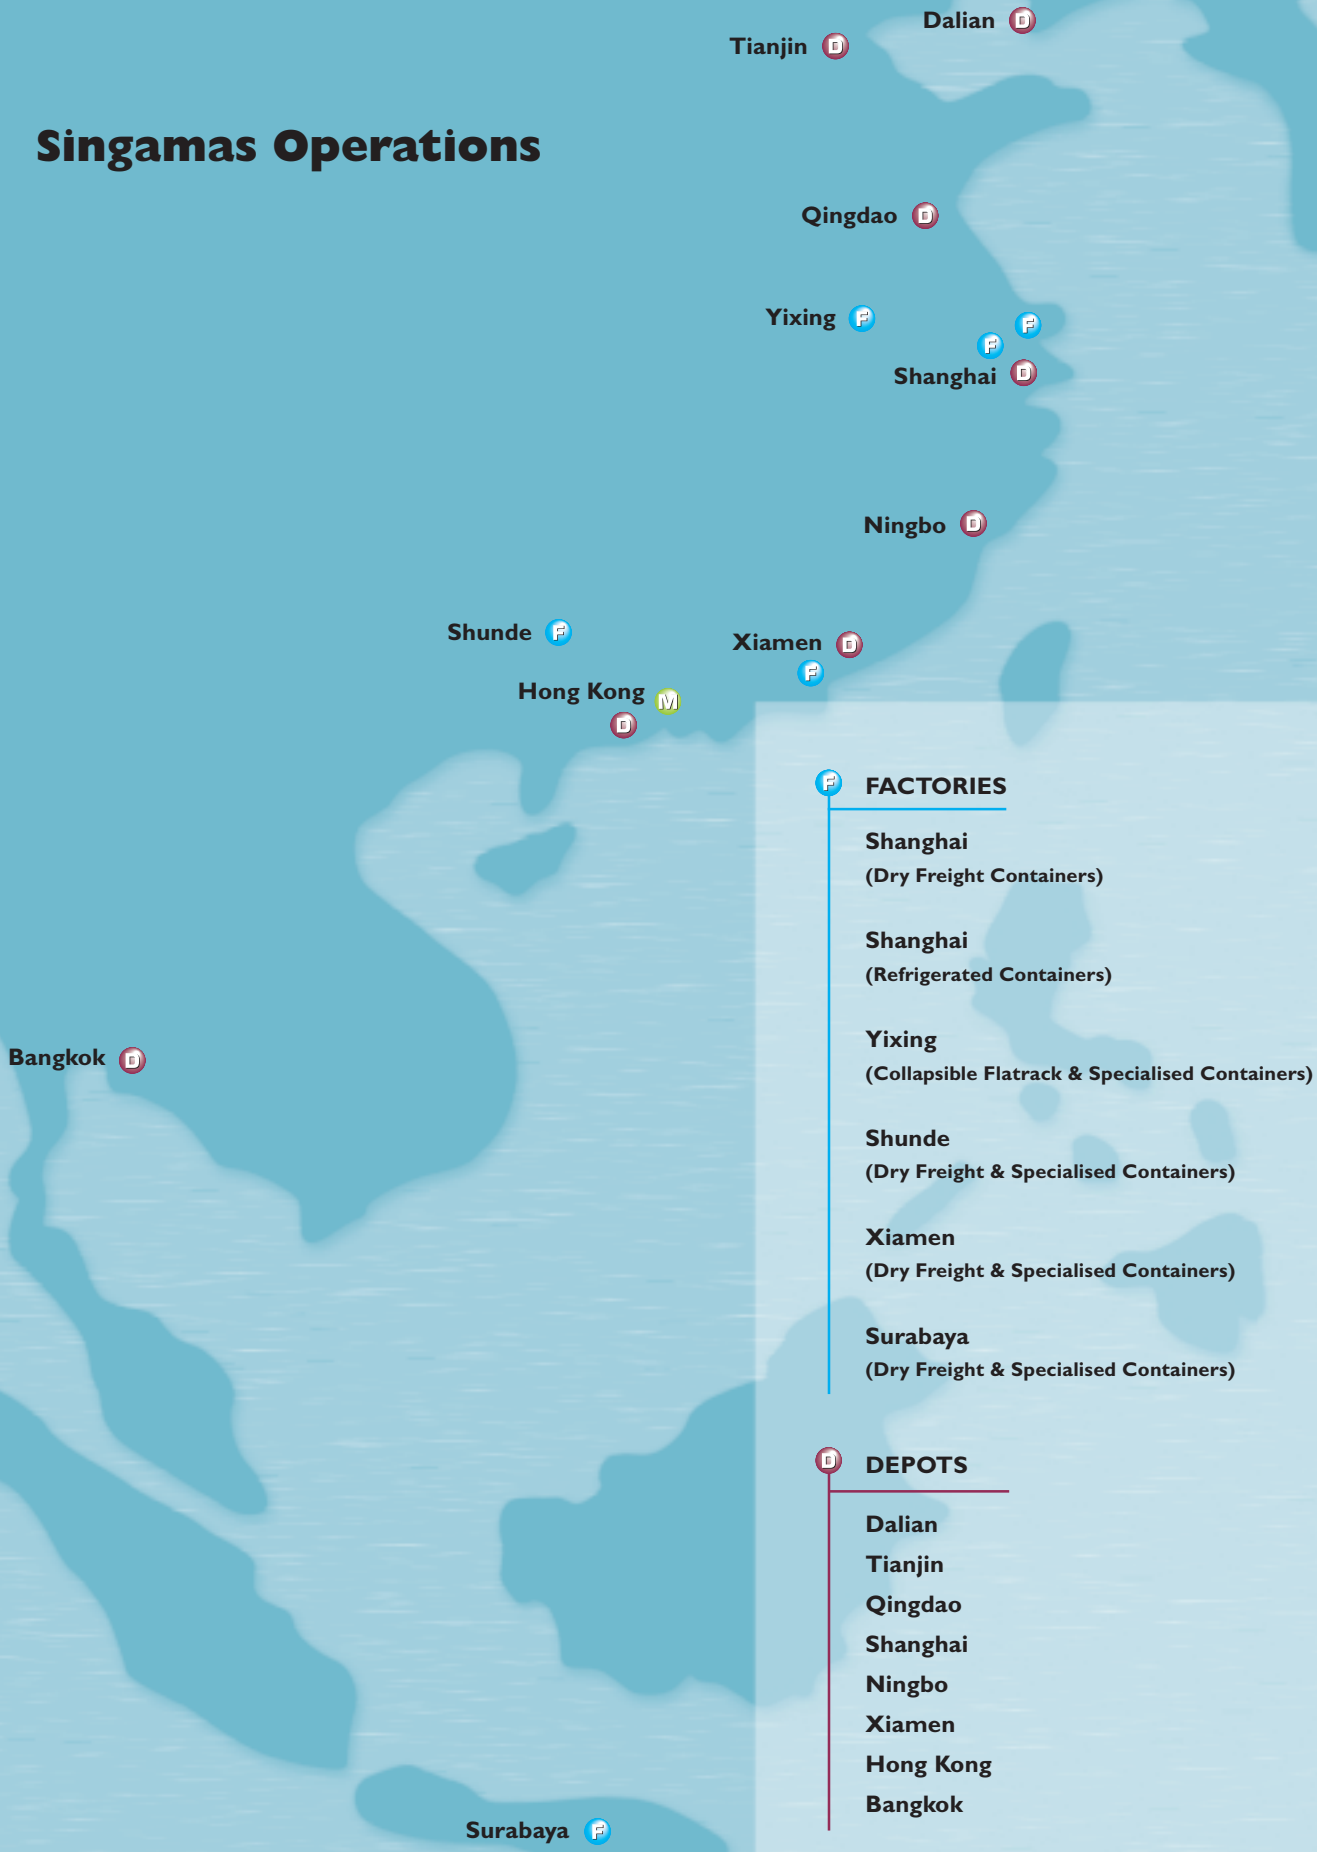 Dalian D
Tianjin D
Singamas Operations
Qingdao D
Yixing F
F
F
Shanghai D
Ningbo D
Shunde F
Xiamen D
F
Hong Kong M
D
Bangkok D
Surabaya F
F FACTORIES
Shanghai
(Dry Freight Containers)
Shanghai
(Refrigerated Containers)
Yixing
(Collapsible Flatrack & Specialised Containers)
Shunde
(Dry Freight & Specialised Containers)
Xiamen
(Dry Freight & Specialised Containers)
Surabaya
(Dry Freight & Specialised Containers)
D DEPOTS
Dalian
Tianjin
Qingdao
Shanghai
Ningbo
Xiamen
Hong Kong
Bangkok